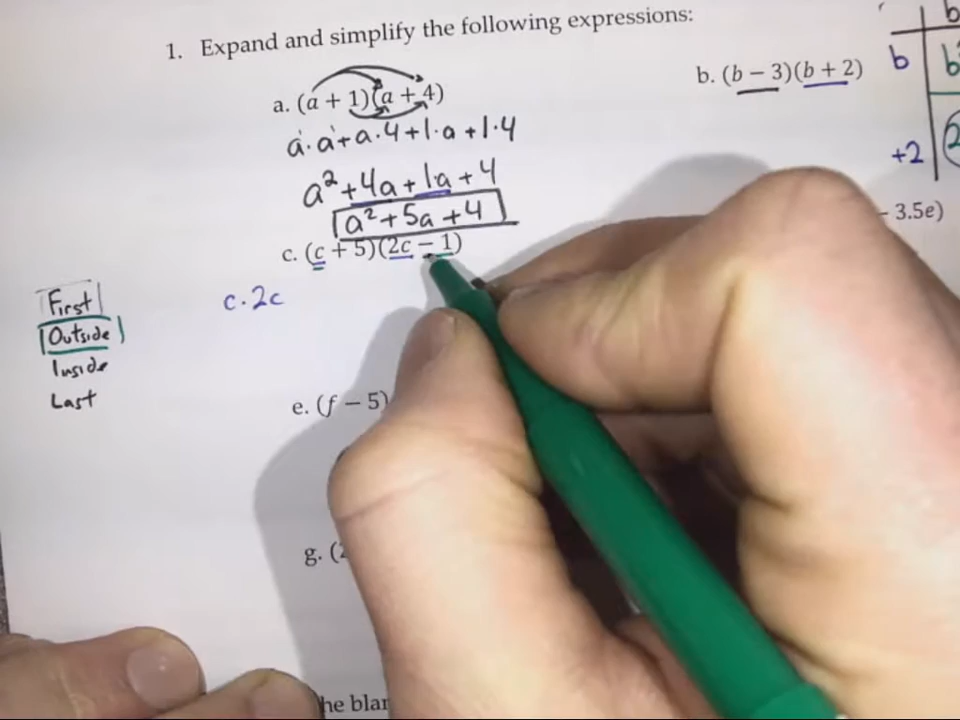 1. Expand and simplify the following expressions:
a. (a + 1)(a + 4)
a·a+a·4+1·a+1·4
a²+4a+1a+4
a²+5a+4
b. (b − 3)(b + 2)
b
b
+2
c. (c + 5)(2c − 1)
c·2c
− 3.5e)
First
Outside
Inside
Last
e. (f − 5)
g. (2
he blan